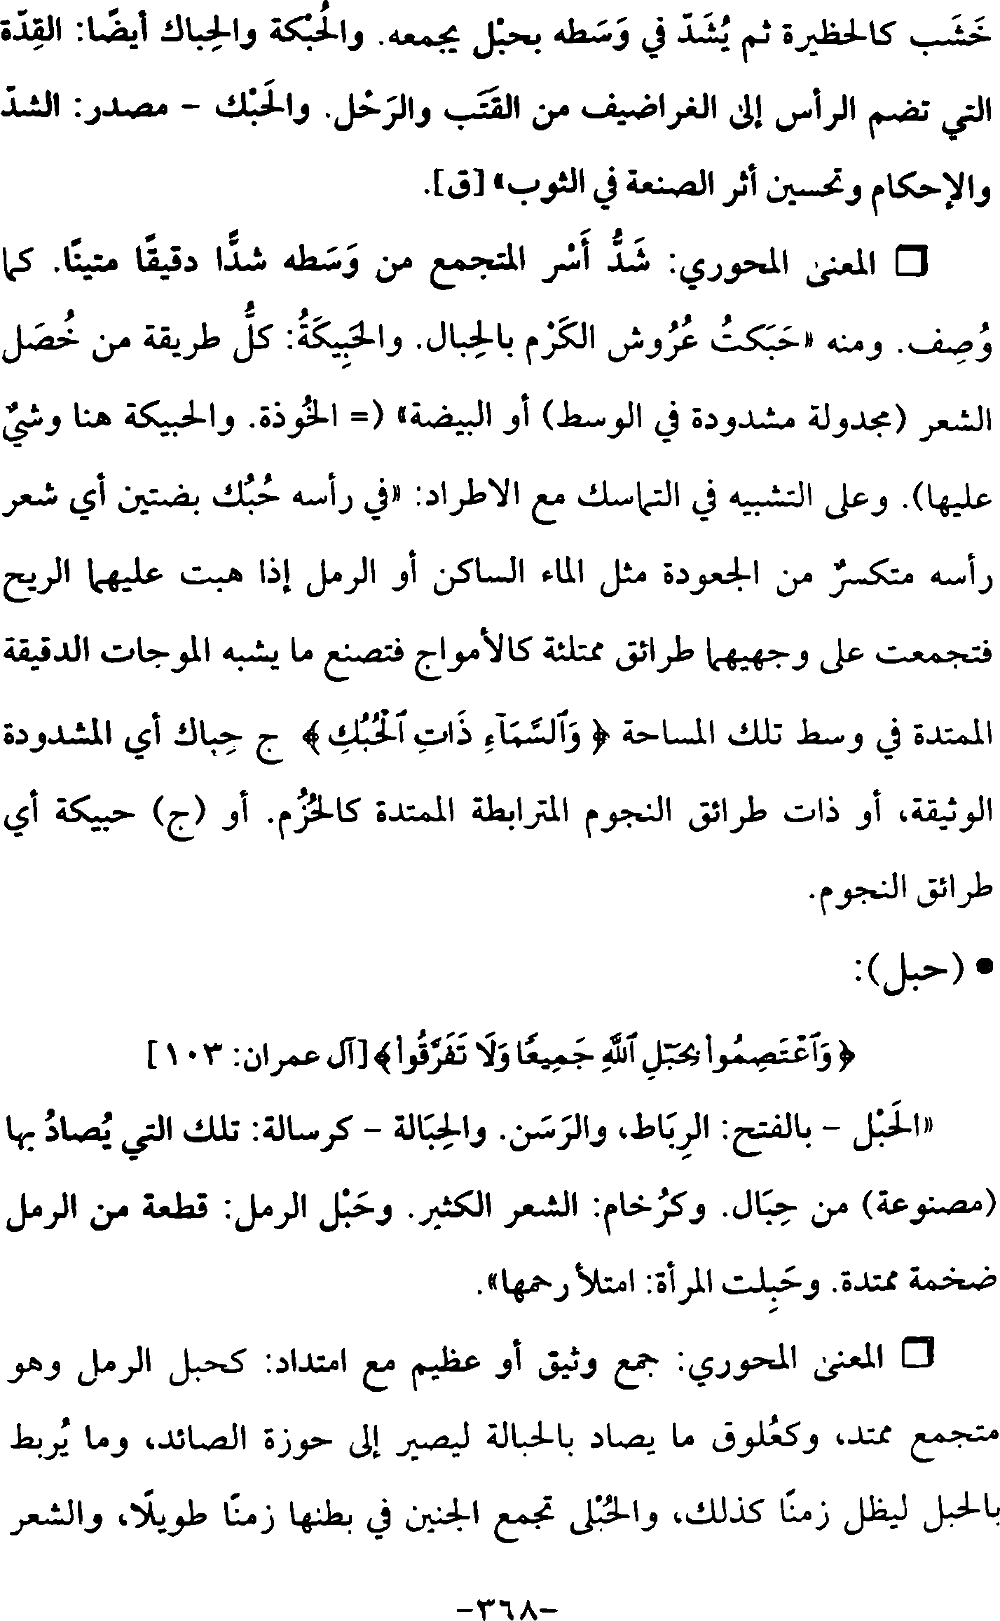 خَشَب كالحظيرة ثم يُشَدّ في وَسَطه بحبْل يجمعه. والحُبْكة والحِباك أيضًا: القِدّة
التي تضم الرأس إلى الغراضيف من القَتَب والرَحْل. والحَبْك - مصدر: الشدّ
والإحكام وتحسين أثر الصنعة في الثوب» [ق].
❒ المعنى المحوري: شَدُّ أَسْر المتجمع من وَسَطه شدًّا دقيقًا متينًا. كما
وُصِف. ومنه «حَبَكتُ عُرُوش الكَرْم بالحِبال. والحَبِيكَةُ: كلُّ طريقة من خُصَل
الشعر (مجدولة مشدودة في الوسط) أو البيضة» (= الخُوذة. والحبيكة هنا وشيٌ
عليها). وعلى التشبيه في التماسك مع الاطراد: «في رأسه حُبُك بضمتين أي شعر
رأسه متكسرٌ من الجعودة مثل الماء الساكن أو الرمل إذا هبت عليهما الريح
فتجمعت على وجهيهما طرائق ممتلئة كالأمواج فتصنع ما يشبه الموجات الدقيقة
الممتدة في وسط تلك المساحة ﴿وَٱلسَّمَآءِ ذَاتِ ٱلْحُبُكِ﴾ ج حِباك أي المشدودة
الوثيقة، أو ذات طرائق النجوم المترابطة الممتدة كالحُزُم. أو (ج) حبيكة أي
طرائق النجوم.
• (حبل):
﴿وَٱعْتَصِمُوا۟ بِحَبْلِ ٱللَّهِ جَمِيعًا وَلَا تَفَرَّقُوا۟﴾ [آل عمران: ١٠٣]
«الحَبْل - بالفتح: الرِبَاط، والرَسَن. والحِبَالة - كرسالة: تلك التي يُصادُ بها
(مصنوعة) من حِبَال. وكرُخام: الشعر الكثير. وحَبْل الرمل: قطعة من الرمل
ضخمة ممتدة. وحَبِلت المرأة: امتلأ رحمها».
❒ المعنى المحوري: جمع وثيق أو عظيم مع امتداد: كحبل الرمل وهو
متجمع ممتد، وكعُلوق ما يصاد بالحبالة ليصير إلى حوزة الصائد، وما يُربط
بالحبل ليظل زمنًا كذلك، والحُبْلى تجمع الجنين في بطنها زمنًا طويلًا، والشعر
-٣٦٨-